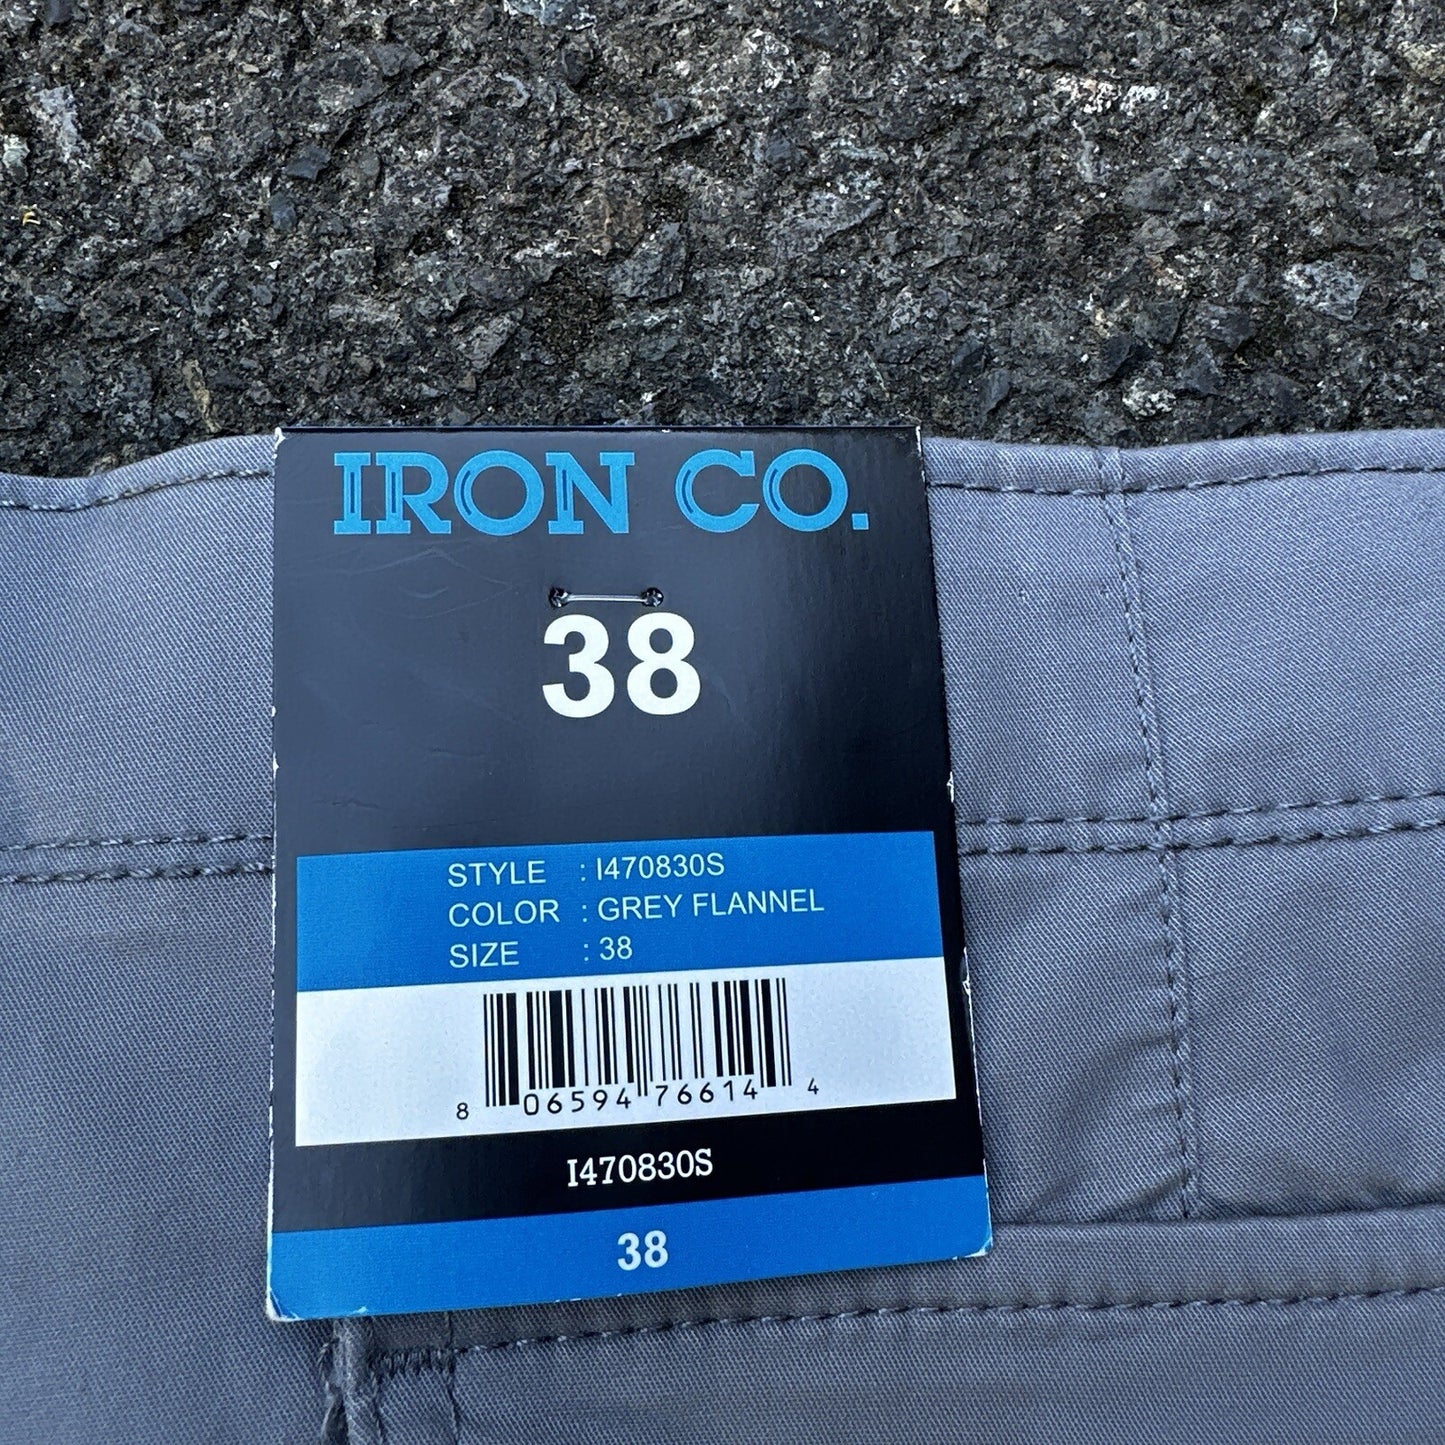 IRON CO.
38
STYLE : I470830S
COLOR : GREY FLANNEL
SIZE : 38
8 06594 76614 4
I470830S
38